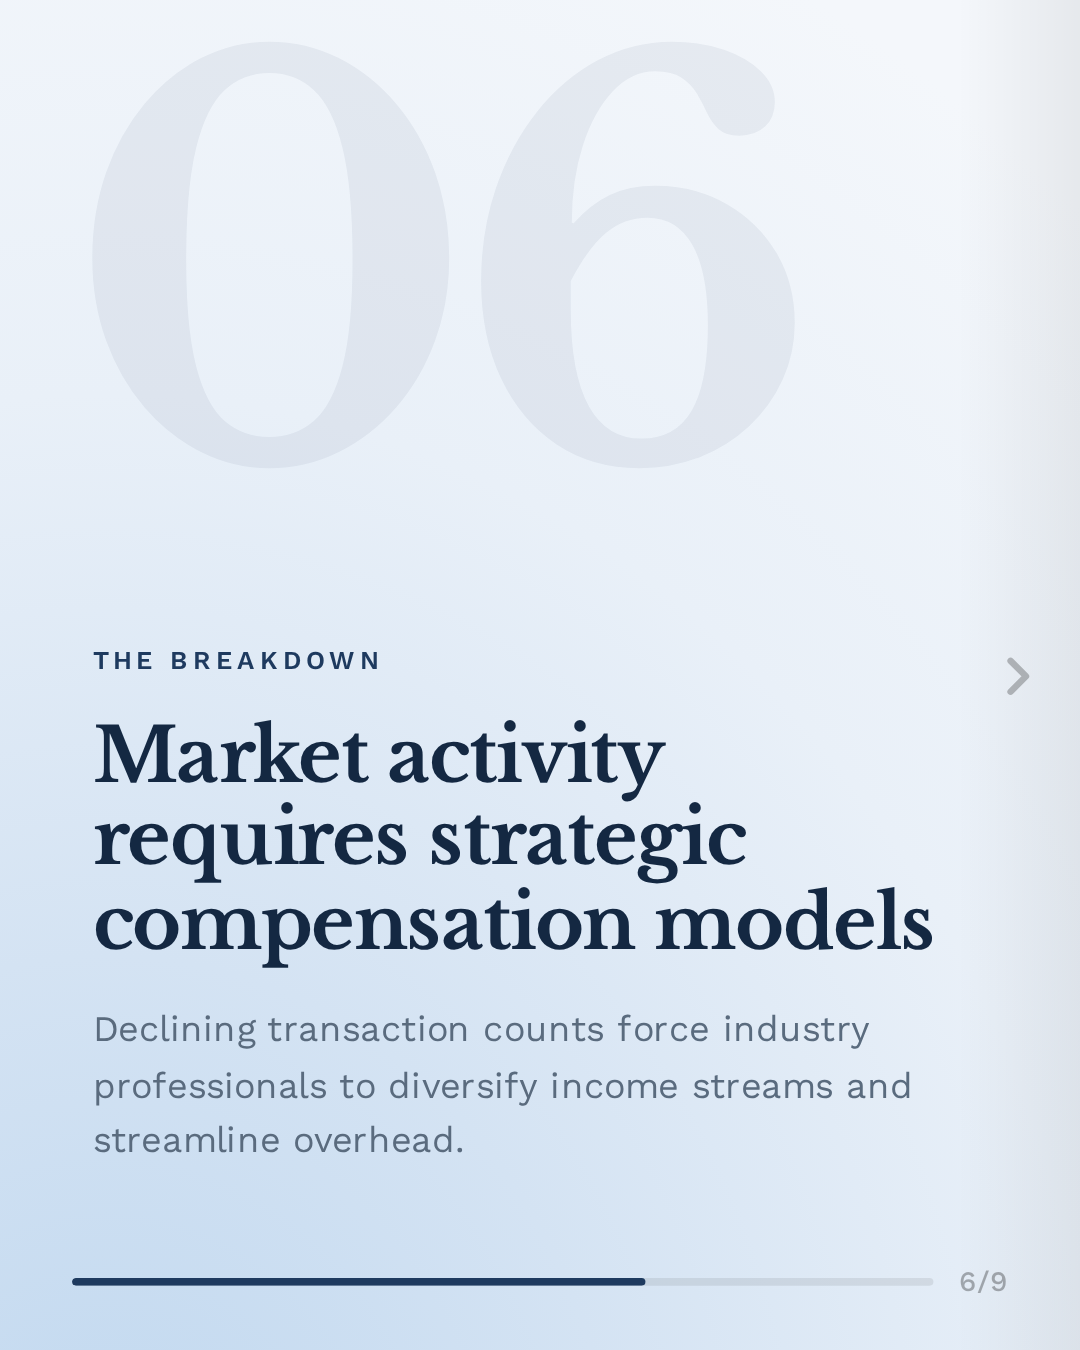 06
THE BREAKDOWN
Market activity
requires strategic
compensation models
Declining transaction counts force industry
professionals to diversify income streams and
streamline overhead.
6/9